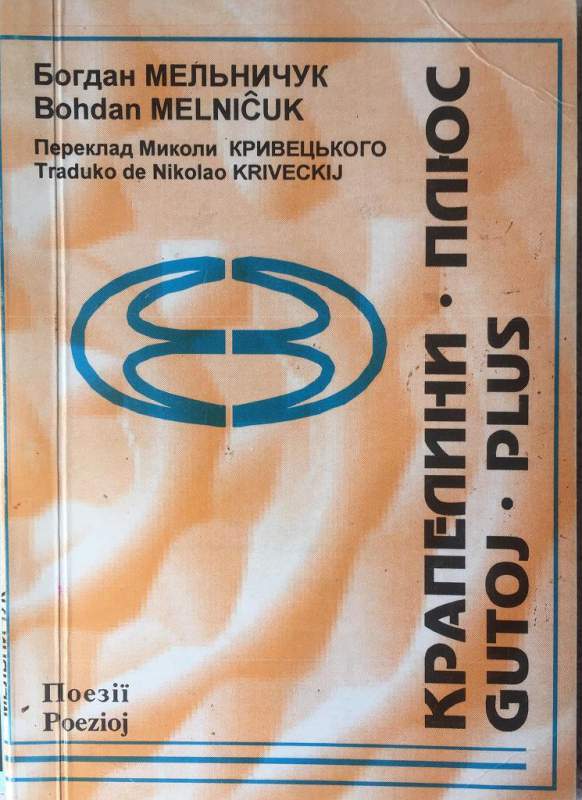 Богдан МЕЛЬНИЧУК
Bohdan MELNIĈUK
Переклад Миколи КРИВЕЦЬКОГО
Traduko de Nikolao KRIVECKIJ
КРАПЕЛИНИ · ПЛЮС
GUTOJ · PLUS
Поезії
Poezioj